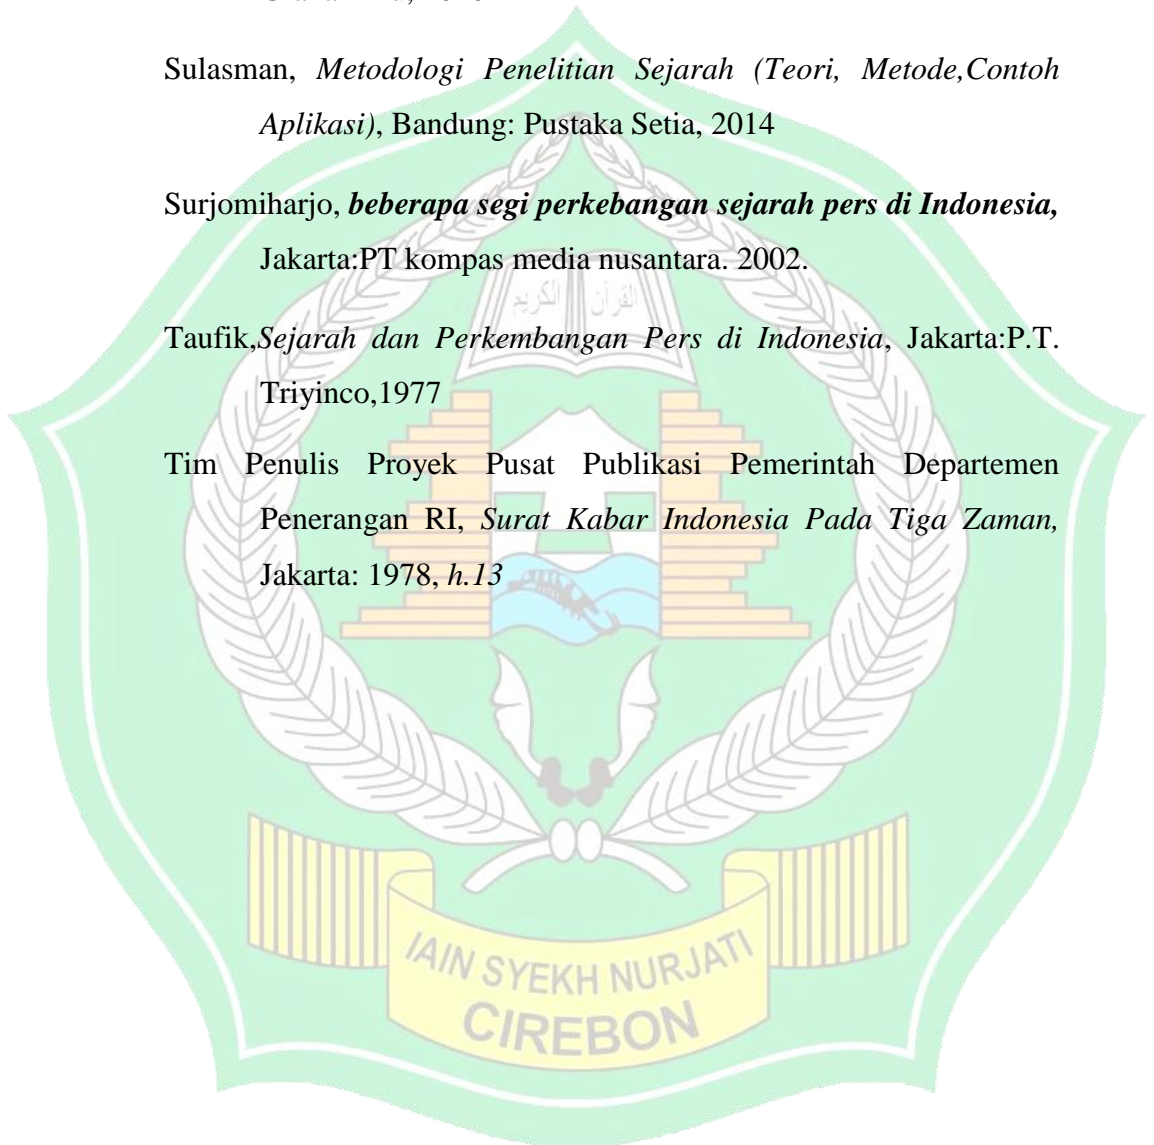 Sulasman, Metodologi Penelitian Sejarah (Teori, Metode,Contoh
Aplikasi), Bandung: Pustaka Setia, 2014
Surjomiharjo, beberapa segi perkebangan sejarah pers di Indonesia,
Jakarta:PT kompas media nusantara. 2002.
القرآن الكريم
Taufik,Sejarah dan Perkembangan Pers di Indonesia, Jakarta:P.T.
Triyinco,1977
Tim Penulis Proyek Pusat Publikasi Pemerintah Departemen
Penerangan RI, Surat Kabar Indonesia Pada Tiga Zaman,
Jakarta: 1978, h.13
IAIN SYEKH NURJATI
CIREBON